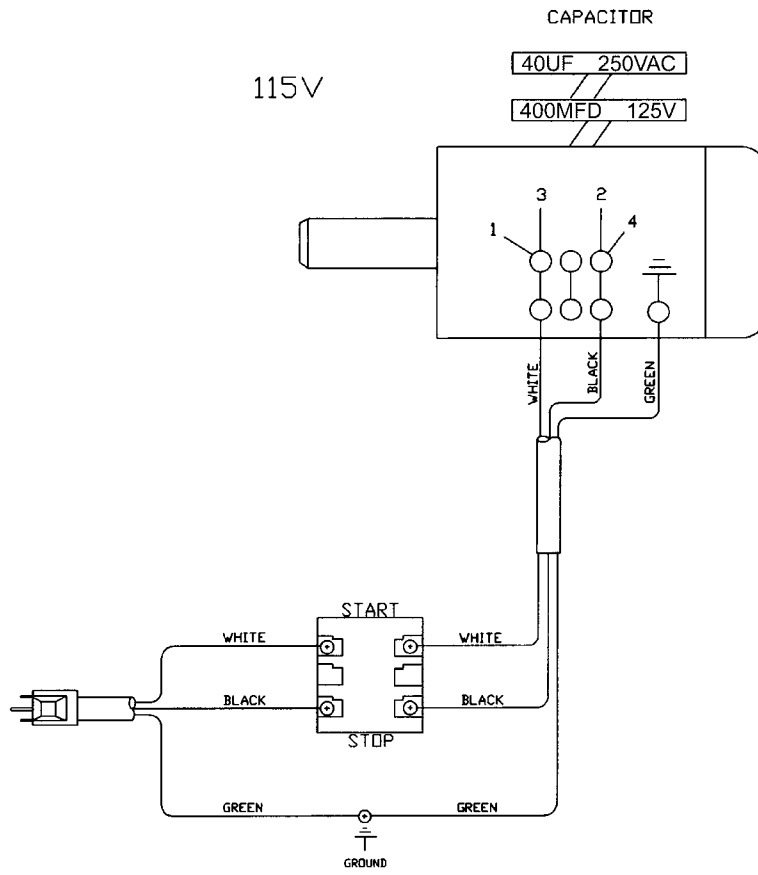 CAPACITOR
115V
40UF 250VAC
400MFD 125V
3 2
1 4
WHITE
BLACK
GREEN
START
WHITE WHITE
BLACK BLACK
STOP
GREEN GREEN
GROUND